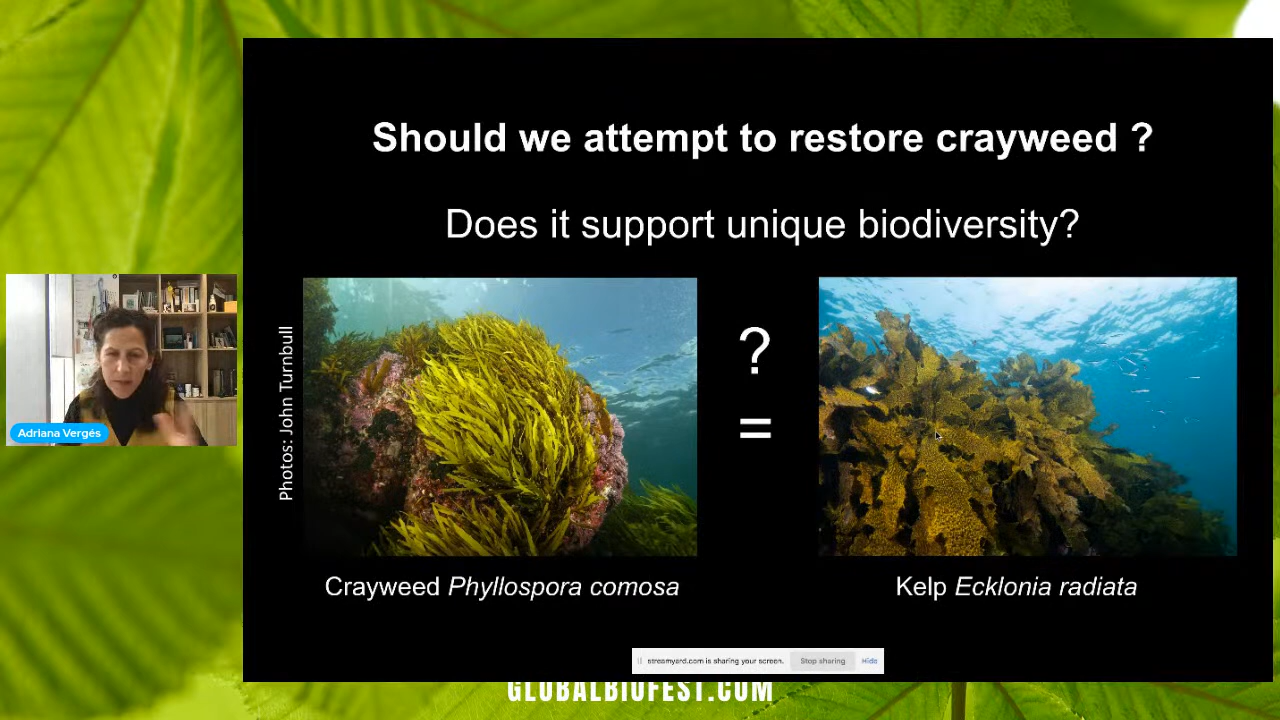 Should we attempt to restore crayweed ?
Does it support unique biodiversity?
Photos: John Turnbull
?
=
Adriana Vergés
Crayweed Phyllospora comosa
Kelp Ecklonia radiata
streamyard.com is sharing your screen. Stop sharing Hide
GLOBALBIOFEST.COM